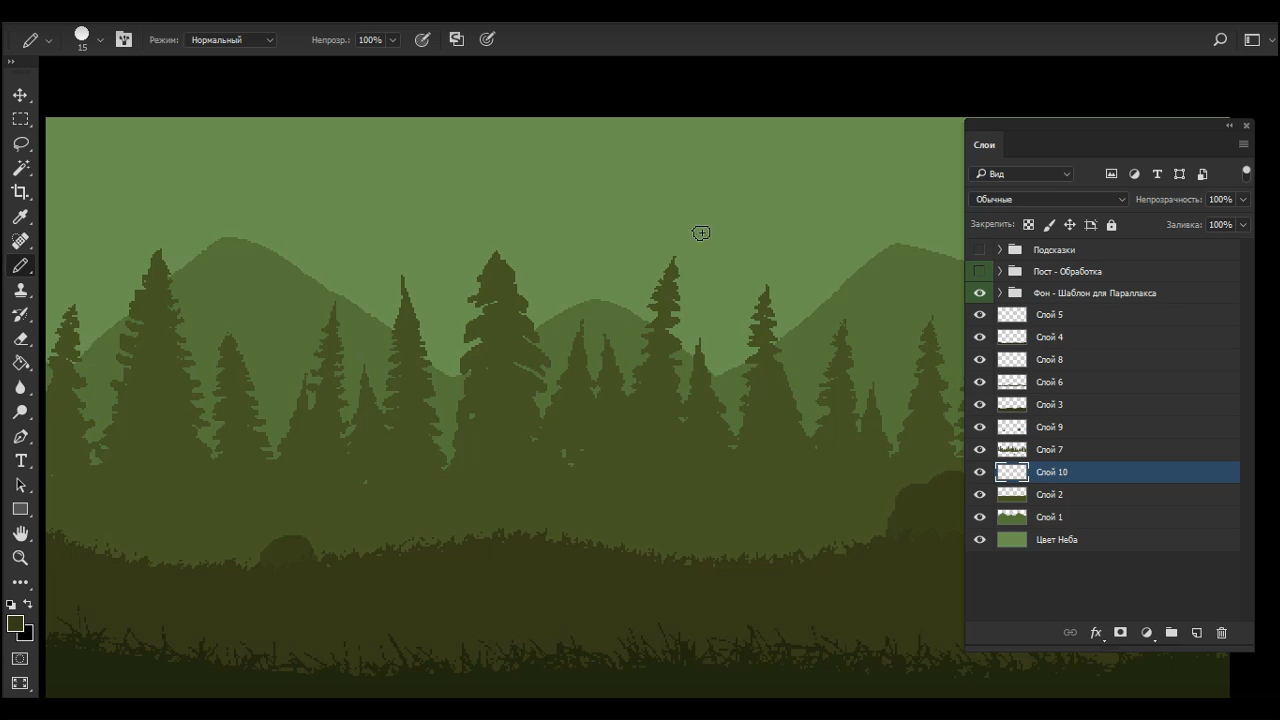 15
Режим: Нормальный
Непрозр.: 100%
Слои
Вид
Обычные Непрозрачность: 100%
Закрепить: Заливка: 100%
Подсказки
Пост - Обработка
Фон - Шаблон для Параллакса
Слой 5
Слой 4
Слой 8
Слой 6
Слой 3
Слой 9
Слой 7
Слой 10
Слой 2
Слой 1
Цвет Неба
fx